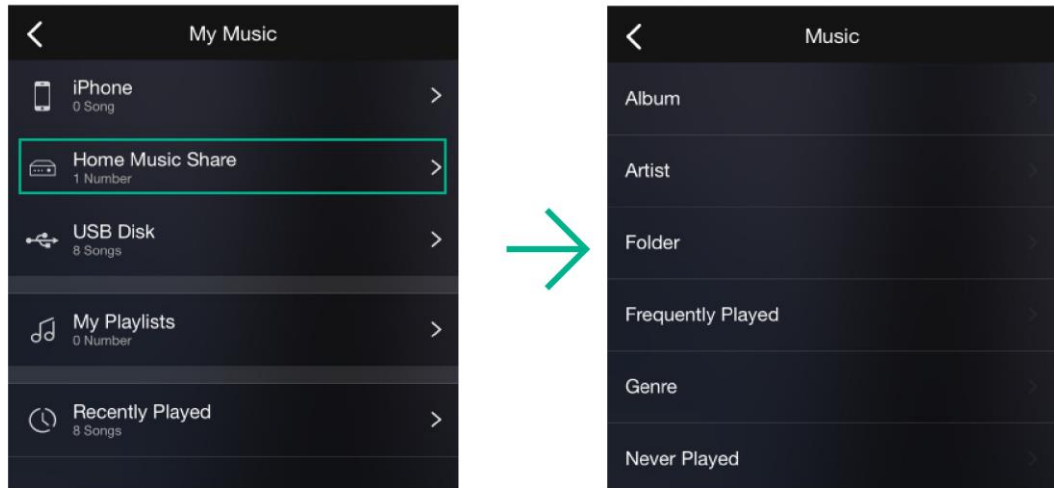 My Music
iPhone
0 Song
Home Music Share
1 Number
USB Disk
8 Songs
My Playlists
0 Number
Recently Played
8 Songs
Music
Album
Artist
Folder
Frequently Played
Genre
Never Played